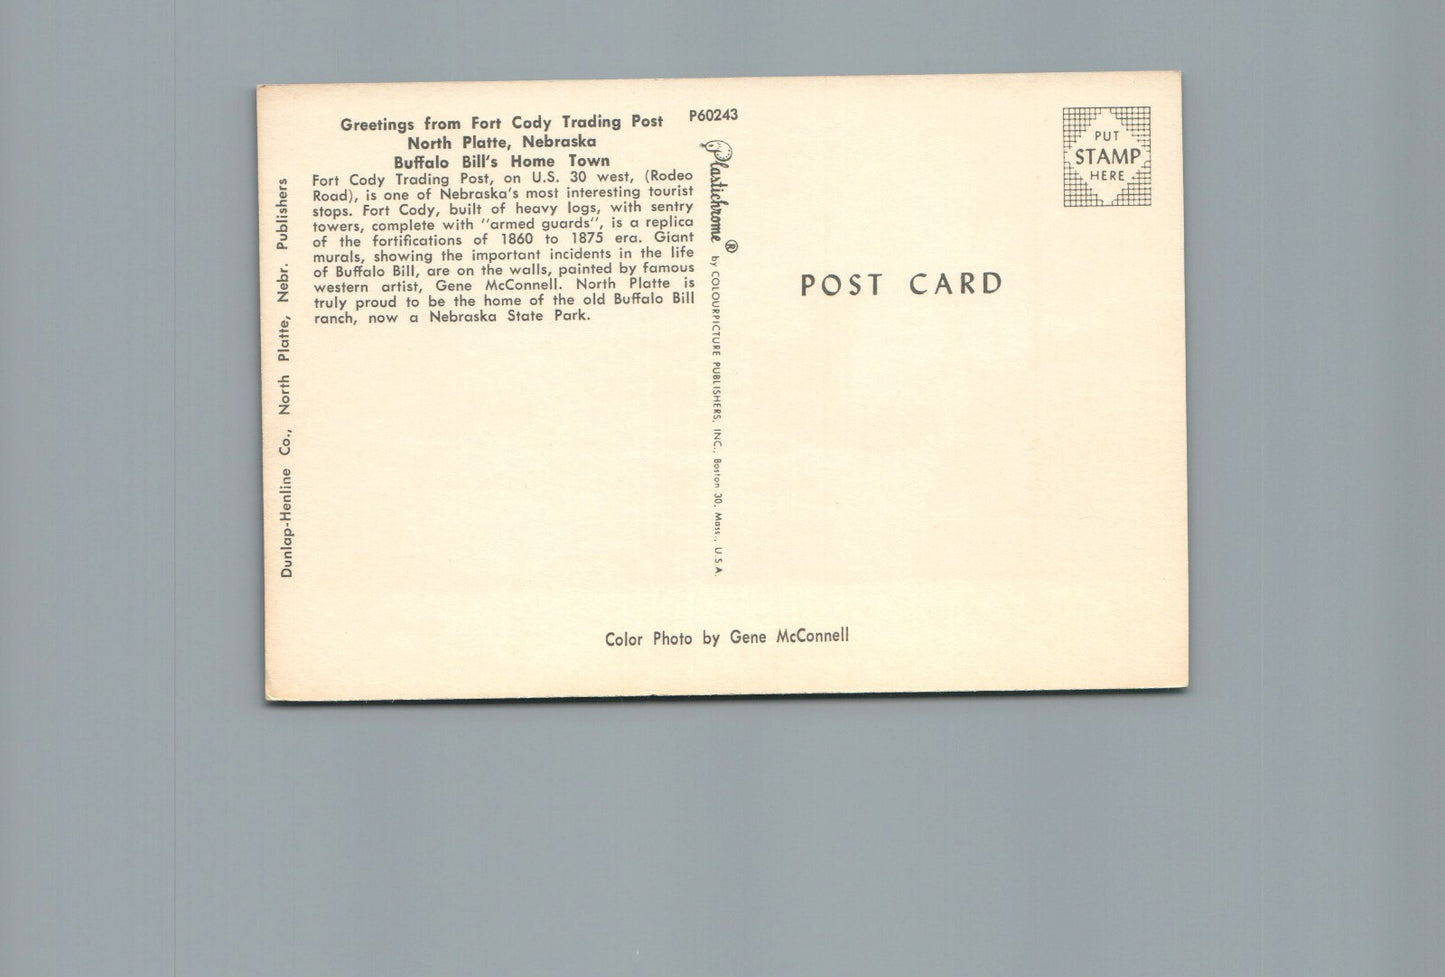 Greetings from Fort Cody Trading Post
North Platte, Nebraska
Buffalo Bill's Home Town
Fort Cody Trading Post, on U.S. 30 west, (Rodeo
Road), is one of Nebraska's most interesting tourist
stops. Fort Cody, built of heavy logs, with sentry
towers, complete with "armed guards", is a replica
of the fortifications of 1860 to 1875 era. Giant
murals, showing the important incidents in the life
of Buffalo Bill, are on the walls, painted by famous
western artist, Gene McConnell. North Platte is
truly proud to be the home of the old Buffalo Bill
ranch, now a Nebraska State Park.
Dunlap-Henline Co., North Platte, Nebr. Publishers
P60243
Plastichrome ® by COLOURPICTURE PUBLISHERS, INC., Boston 30, Mass., U.S.A.
PUT
STAMP
HERE
POST CARD
Color Photo by Gene McConnell